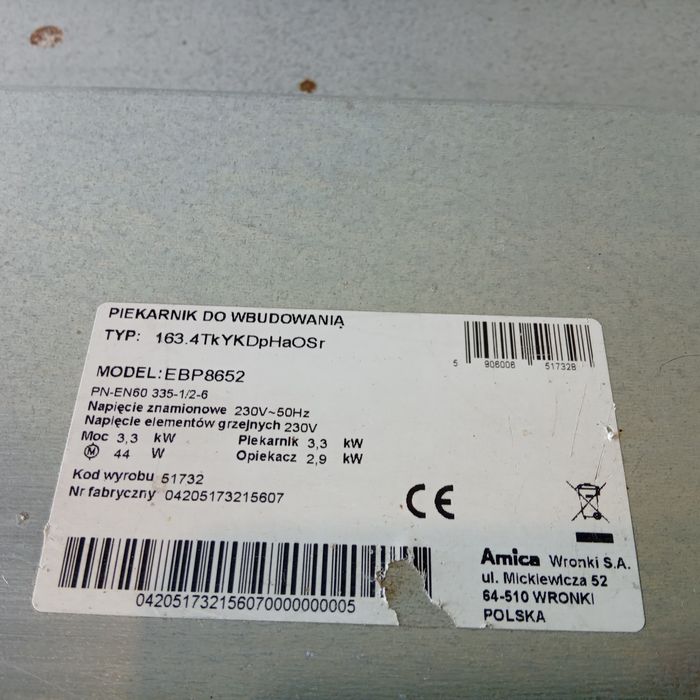 PIEKARNIK DO WBUDOWANIĄ
TYP: 163.4TkYKDpHaOSr
5 906006 517328
MODEL:EBP8652
PN-EN60 335-1/2-6
Napięcie znamionowe 230V~50Hz
Napięcie elementów grzejnych 230V
Moc 3,3 kW Piekarnik 3,3 kW
M 44 W Opiekacz 2,9 kW
Kod wyrobu 51732
Nr fabryczny 04205173215607
CE
042051732156070000000005
Amica Wronki S.A.
ul. Mickiewicza 52
64-510 WRONKI
POLSKA